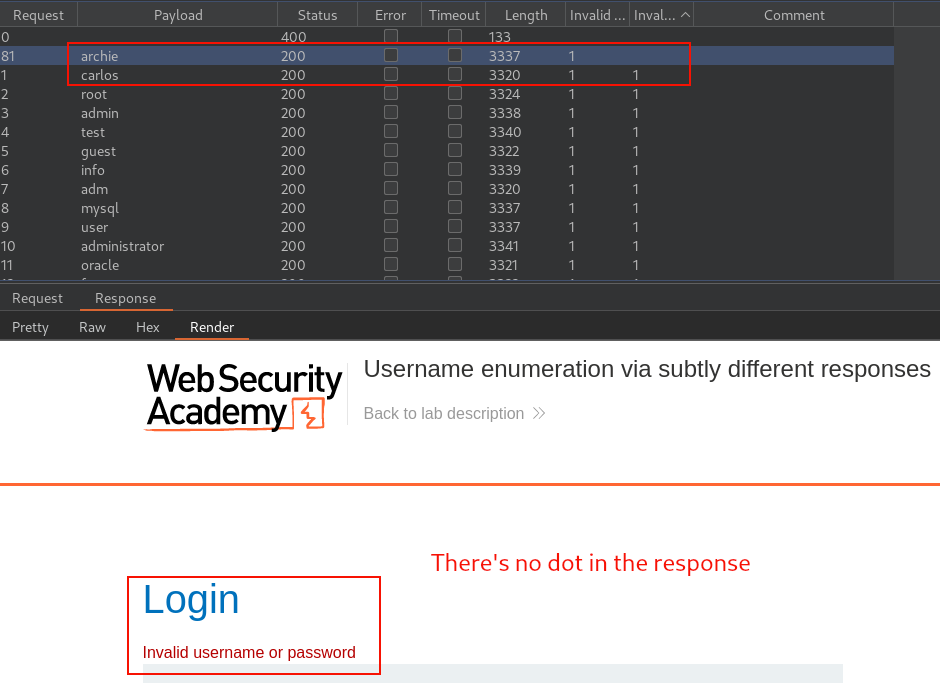 Request Payload Status Error Timeout Length Invalid ... Inval... Comment
0 400 133
81 archie 200 3337 1
1 carlos 200 3320 1 1
2 root 200 3324 1 1
3 admin 200 3338 1 1
4 test 200 3340 1 1
5 guest 200 3322 1 1
6 info 200 3339 1 1
7 adm 200 3320 1 1
8 mysql 200 3337 1 1
9 user 200 3337 1 1
10 administrator 200 3341 1 1
11 oracle 200 3321 1 1
Request Response
Pretty Raw Hex Render
Web Security
Academy
Username enumeration via subtly different responses
Back to lab description
There's no dot in the response
Login
Invalid username or password